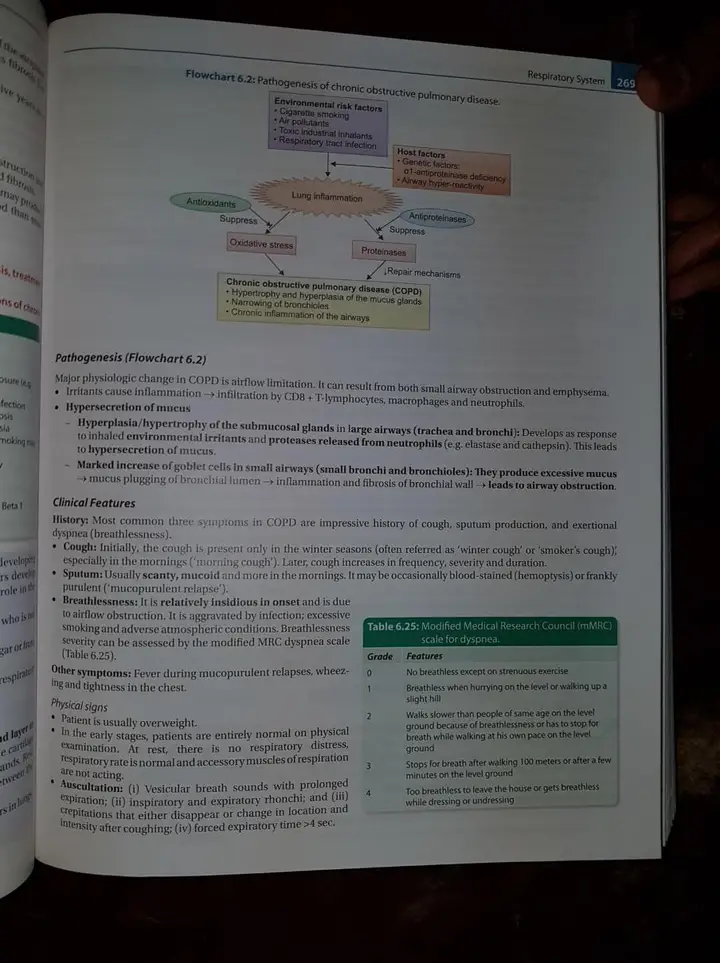 Respiratory System 269
Flowchart 6.2: Pathogenesis of chronic obstructive pulmonary disease.
Environmental risk factors
• Cigarette smoking
• Air pollutants
• Toxic industrial inhalants
• Respiratory tract infection
Host factors
• Genetic factors:
α1-antiproteinase deficiency
• Airway hyper-reactivity
Lung inflammation
Antioxidants
Suppress
Antiproteinases
Suppress
Oxidative stress
Proteinases
↓Repair mechanisms
Chronic obstructive pulmonary disease (COPD)
• Hypertrophy and hyperplasia of the mucus glands
• Narrowing of bronchioles
• Chronic inflammation of the airways
Pathogenesis (Flowchart 6.2)
Major physiologic change in COPD is airflow limitation. It can result from both small airway obstruction and emphysema.
• Irritants cause inflammation → infiltration by CD8 + T-lymphocytes, macrophages and neutrophils.
• Hypersecretion of mucus
– Hyperplasia/hypertrophy of the submucosal glands in large airways (trachea and bronchi): Develops as response
to inhaled environmental irritants and proteases released from neutrophils (e.g. elastase and cathepsin). This leads
to hypersecretion of mucus.
– Marked increase of goblet cells in small airways (small bronchi and bronchioles): They produce excessive mucus
→ mucus plugging of bronchial lumen → inflammation and fibrosis of bronchial wall → leads to airway obstruction.
Clinical Features
History: Most common three symptoms in COPD are impressive history of cough, sputum production, and exertional
dyspnea (breathlessness).
• Cough: Initially, the cough is present only in the winter seasons (often referred as 'winter cough' or 'smoker's cough)',
especially in the mornings ('morning cough'). Later, cough increases in frequency, severity and duration.
• Sputum: Usually scanty, mucoid and more in the mornings. It may be occasionally blood-stained (hemoptysis) or frankly
purulent ('mucopurulent relapse').
• Breathlessness: It is relatively insidious in onset and is due
to airflow obstruction. It is aggravated by infection; excessive
smoking and adverse atmospheric conditions. Breathlessness
severity can be assessed by the modified MRC dyspnea scale
(Table 6.25).
Other symptoms: Fever during mucopurulent relapses, wheez-
ing and tightness in the chest.
Physical signs
• Patient is usually overweight.
• In the early stages, patients are entirely normal on physical
examination. At rest, there is no respiratory distress,
respiratory rate is normal and accessory muscles of respiration
are not acting.
• Auscultation: (i) Vesicular breath sounds with prolonged
expiration; (ii) inspiratory and expiratory rhonchi; and (iii)
crepitations that either disappear or change in location and
intensity after coughing; (iv) forced expiratory time >4 sec.
Table 6.25: Modified Medical Research Council (mMRC)
scale for dyspnea.
Grade Features
0 No breathless except on strenuous exercise
1 Breathless when hurrying on the level or walking up a
slight hill
2 Walks slower than people of same age on the level
ground because of breathlessness or has to stop for
breath while walking at his own pace on the level
ground
3 Stops for breath after walking 100 meters or after a few
minutes on the level ground
4 Too breathless to leave the house or gets breathless
while dressing or undressing